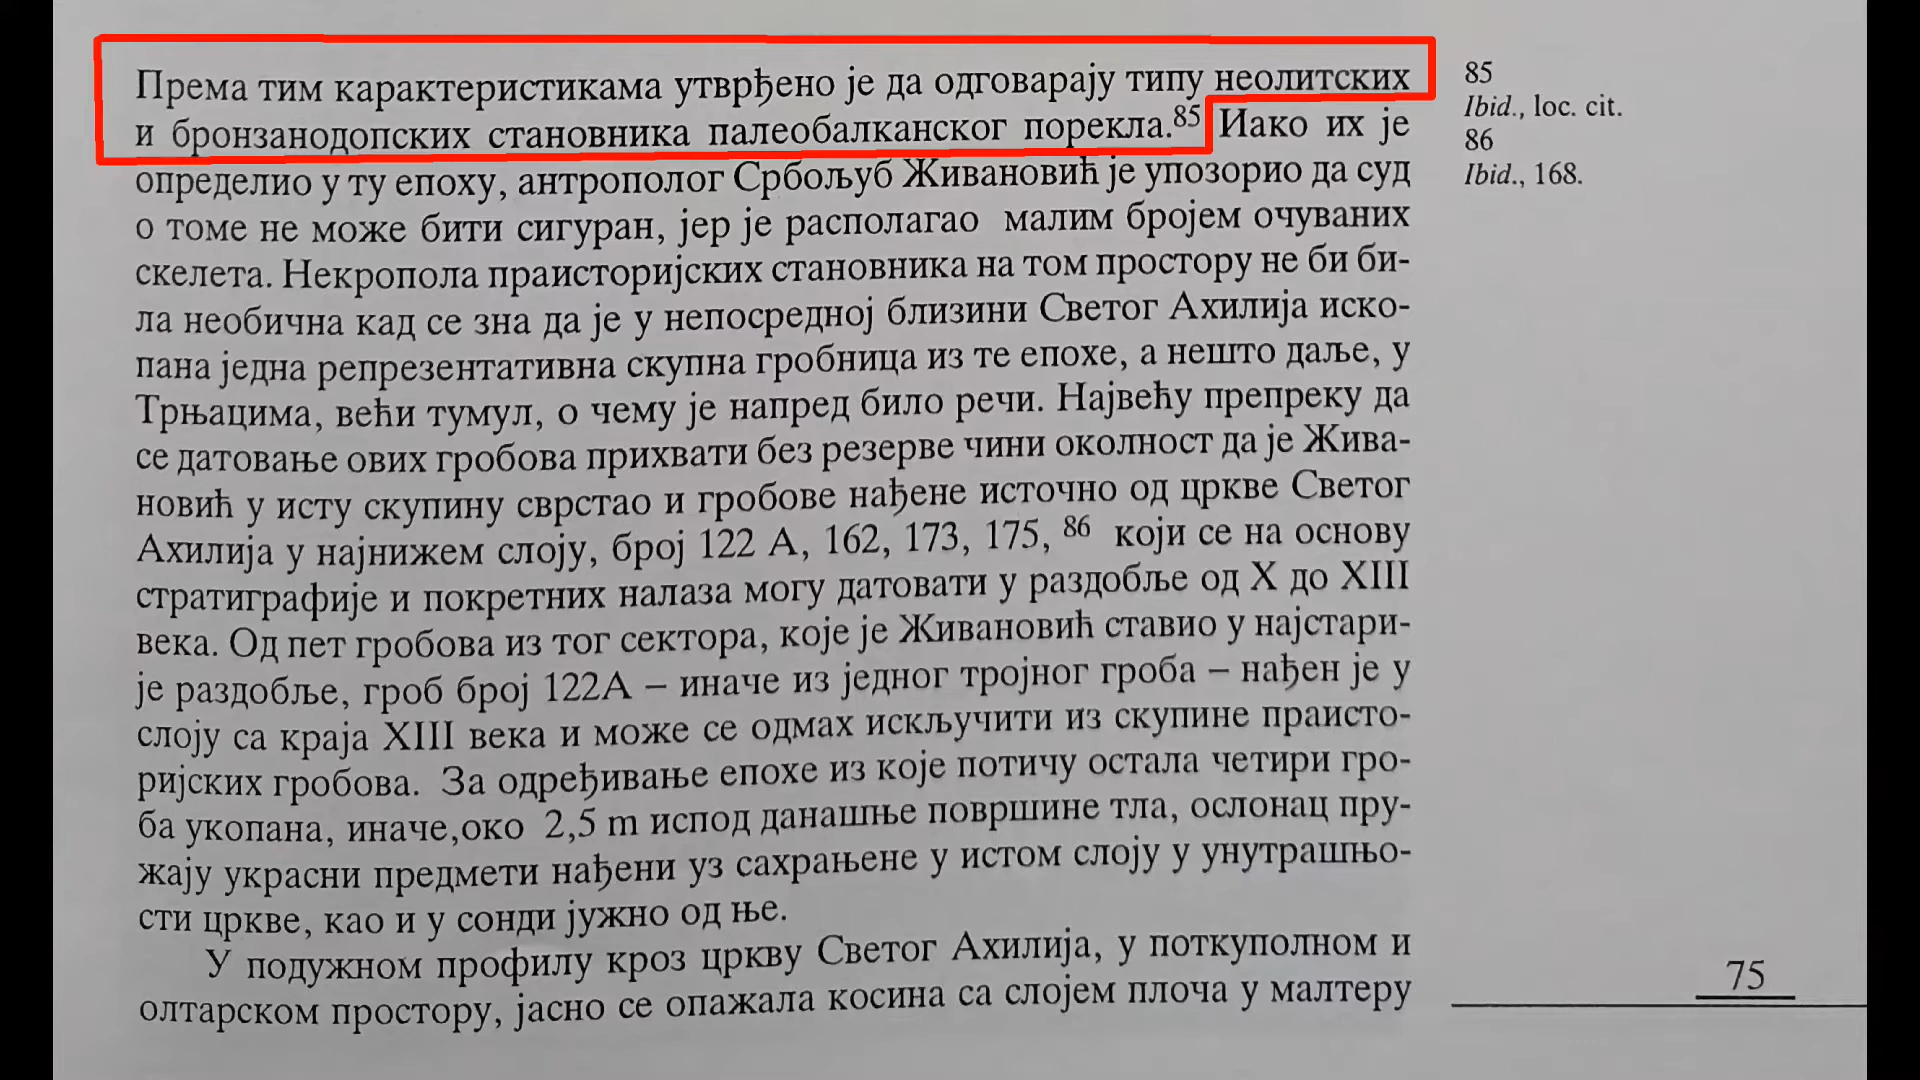 Према тим карактеристикама утврђено је да одговарају типу неолитских
и бронзанодопских становника палеобалканског порекла.85 Иако их је
определио у ту епоху, антрополог Србољуб Живановић је упозорио да суд
о томе не може бити сигуран, јер је располагао малим бројем очуваних
скелета. Некропола праисторијских становника на том простору не би би-
ла необична кад се зна да је у непосредној близини Светог Ахилија иско-
пана једна репрезентативна скупна гробница из те епохе, а нешто даље, у
Трњацима, већи тумул, о чему је напред било речи. Највећу препреку да
се датовање ових гробова прихвати без резерве чини околност да је Жива-
новић у исту скупину сврстао и гробове нађене источно од цркве Светог
Ахилија у најнижем слоју, број 122 А, 162, 173, 175, 86 који се на основу
стратиграфије и покретних налаза могу датовати у раздобље од X до XIII
века. Од пет гробова из тог сектора, које је Живановић ставио у најстари-
је раздобље, гроб број 122А – иначе из једног тројног гроба – нађен је у
слоју са краја XIII века и може се одмах искључити из скупине праисто-
ријских гробова. За одређивање епохе из које потичу остала четири гро-
ба укопана, иначе,око 2,5 m испод данашње површине тла, ослонац пру-
жају украсни предмети нађени уз сахрањене у истом слоју у унутрашњо-
сти цркве, као и у сонди јужно од ње.
У подужном профилу кроз цркву Светог Ахилија, у поткуполном и
олтарском простору, јасно се опажала косина са слојем плоча у малтеру
85
Ibid., loc. cit.
86
Ibid., 168.
75